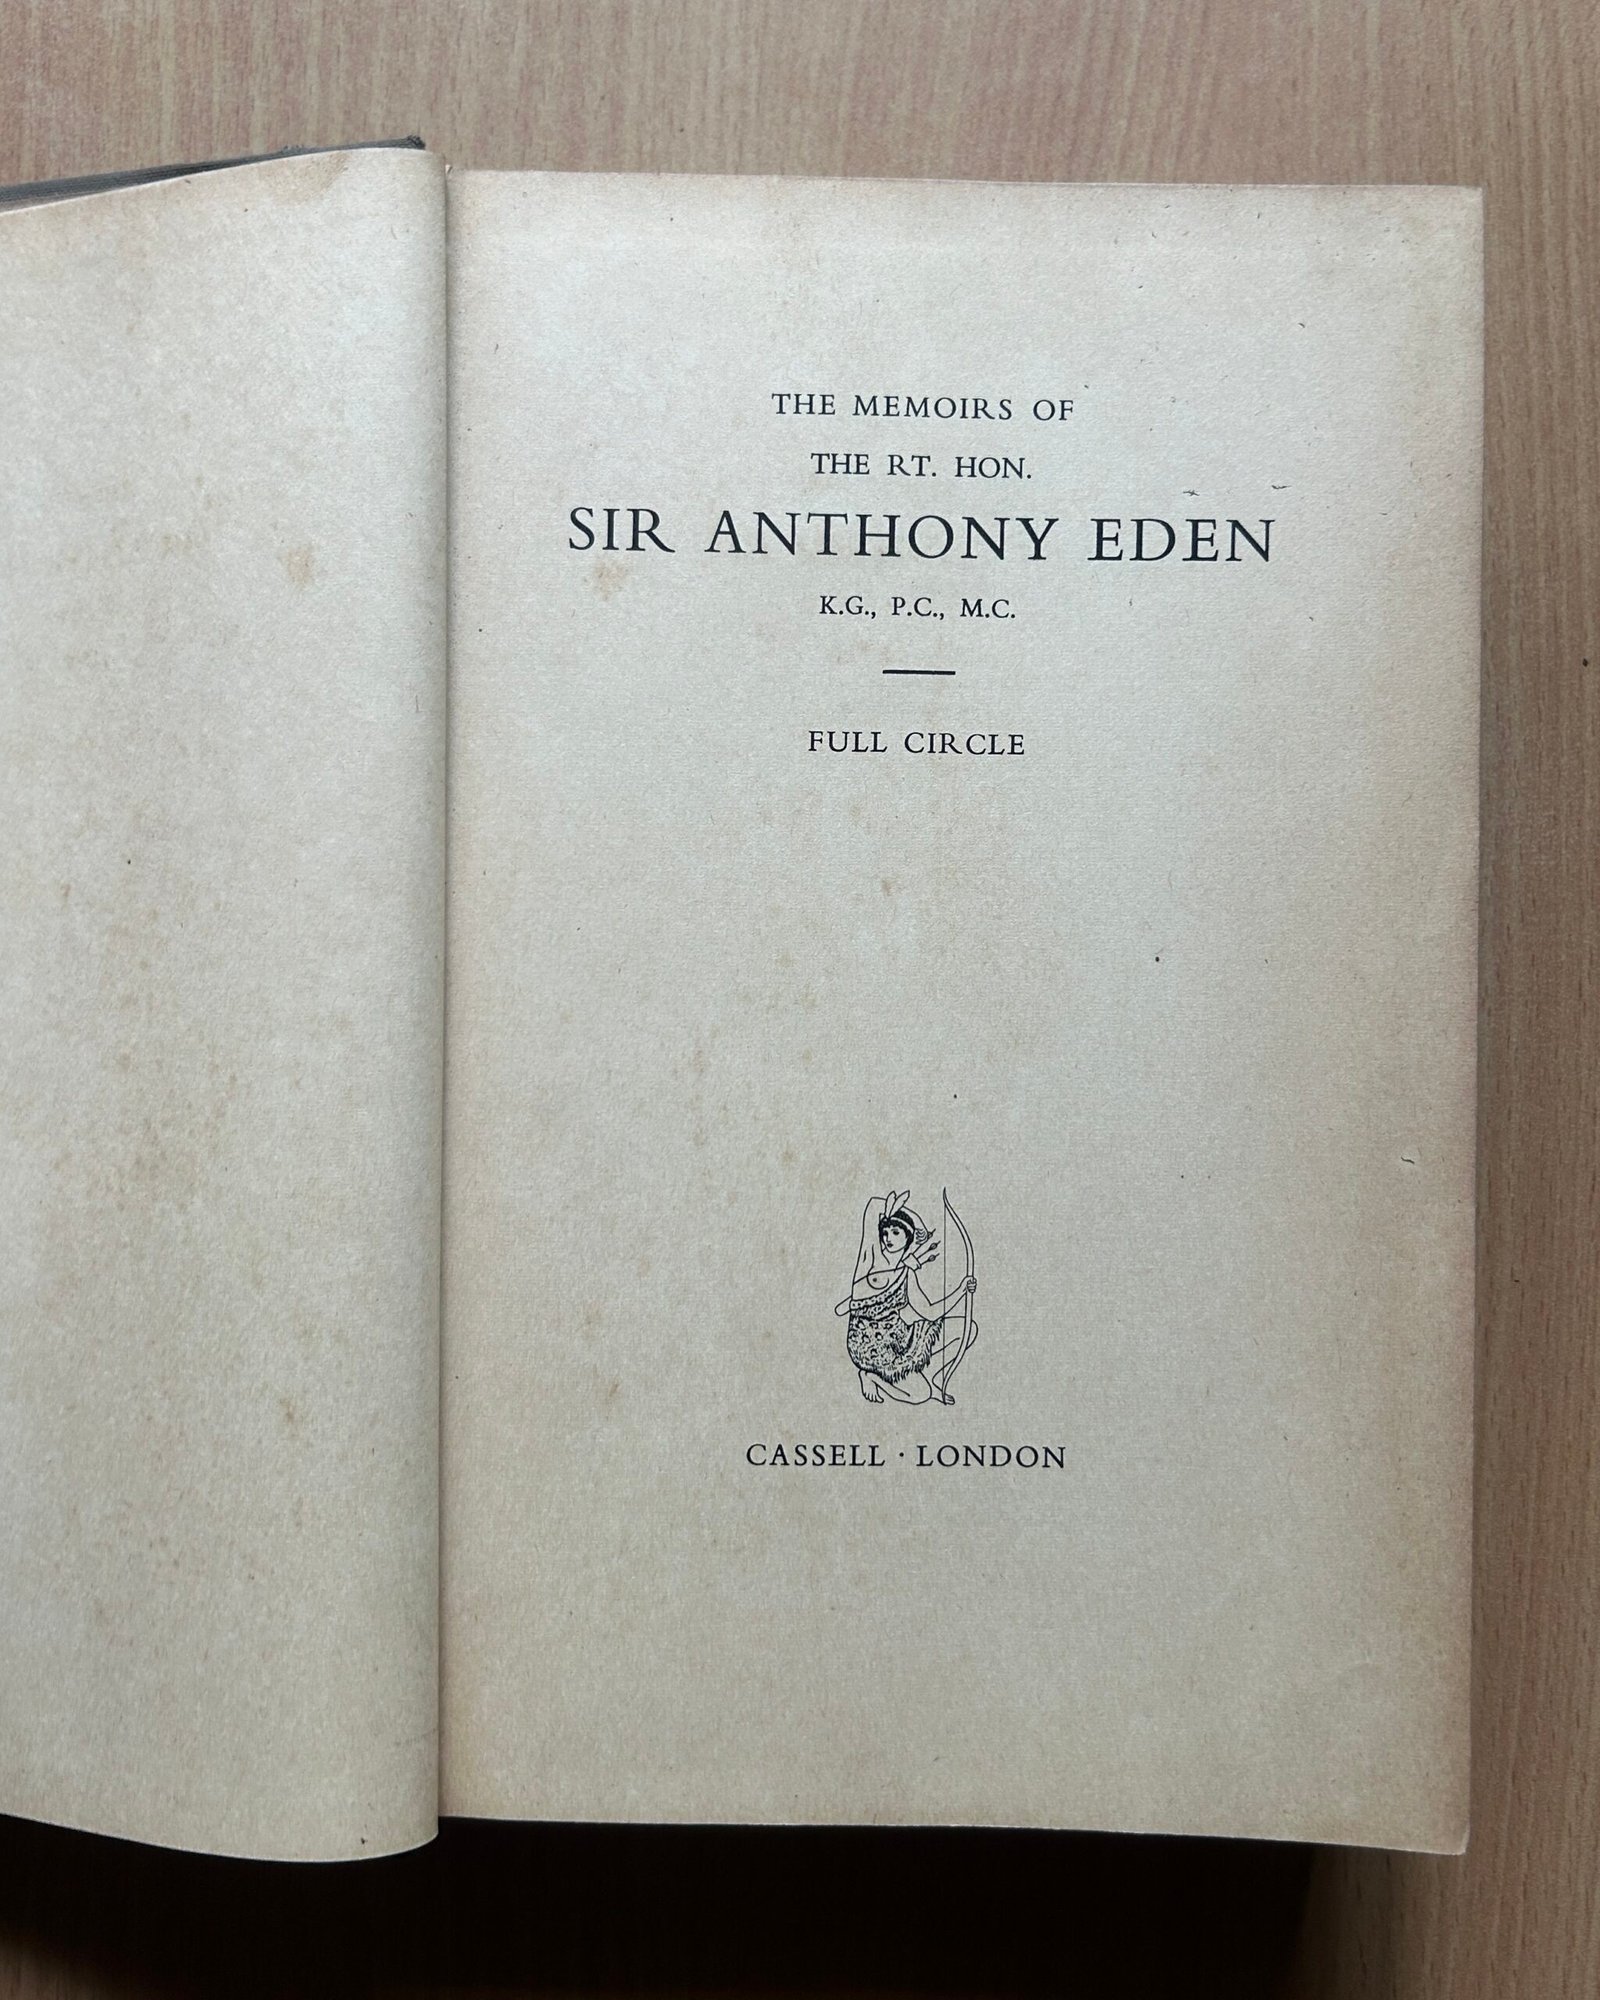 THE MEMOIRS OF
THE RT. HON.
SIR ANTHONY EDEN
K.G., P.C., M.C.
FULL CIRCLE
CASSELL · LONDON